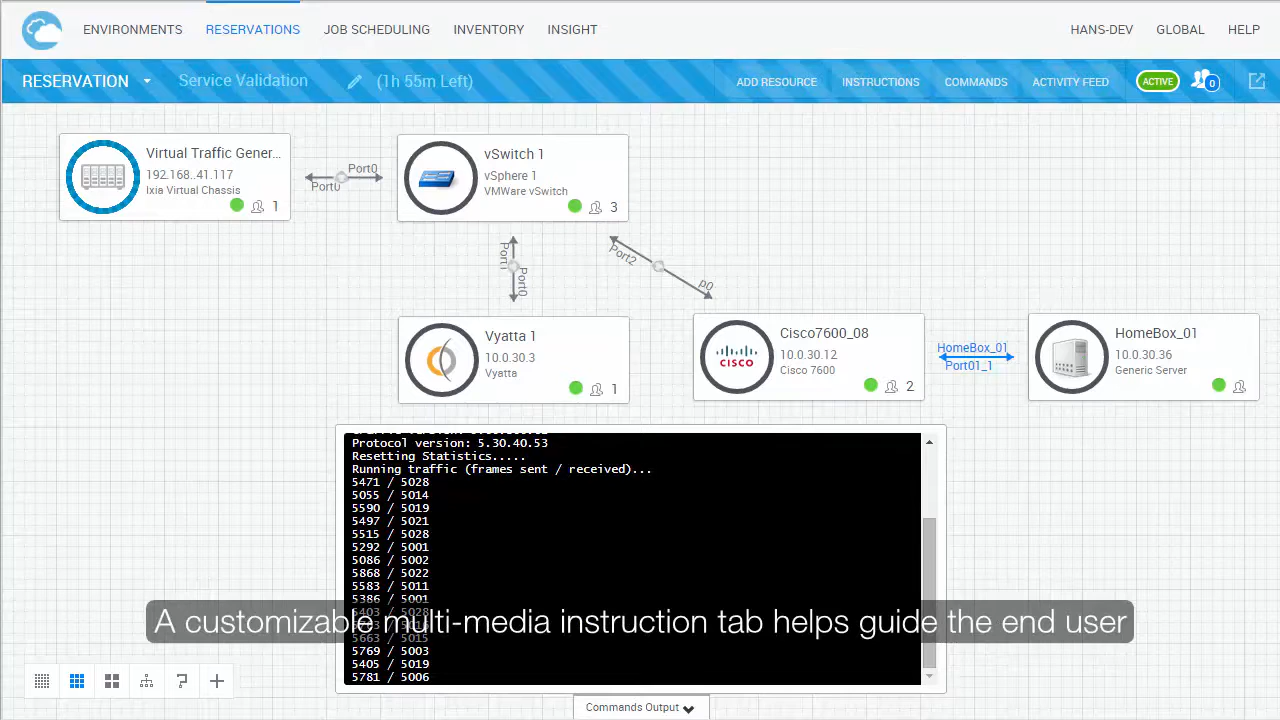 ENVIRONMENTS RESERVATIONS JOB SCHEDULING INVENTORY INSIGHT HANS-DEV GLOBAL HELP
RESERVATION Service Validation (1h 55m Left) ADD RESOURCE INSTRUCTIONS COMMANDS ACTIVITY FEED ACTIVE 0
Virtual Traffic Gener...
192.168..41.117
Ixia Virtual Chassis
1
Port0
Port0
vSwitch 1
vSphere 1
VMWare vSwitch
3
Port1
Port0
Port2
p0
Vyatta 1
10.0.30.3
Vyatta
1
CISCO
Cisco7600_08
10.0.30.12
Cisco 7600
2
HomeBox_01
Port01_1
HomeBox_01
10.0.30.36
Generic Server
Protocol version: 5.30.40.53
Resetting Statistics.....
Running traffic (frames sent / received)...
5471 / 5028
5055 / 5014
5590 / 5019
5497 / 5021
5515 / 5028
5292 / 5001
5086 / 5002
5868 / 5022
5583 / 5011
5386 / 5001
5403 / 5028
A customizable multi-media instruction tab helps guide the end user
5663 / 5015
5769 / 5003
5405 / 5019
5781 / 5006
Commands Output